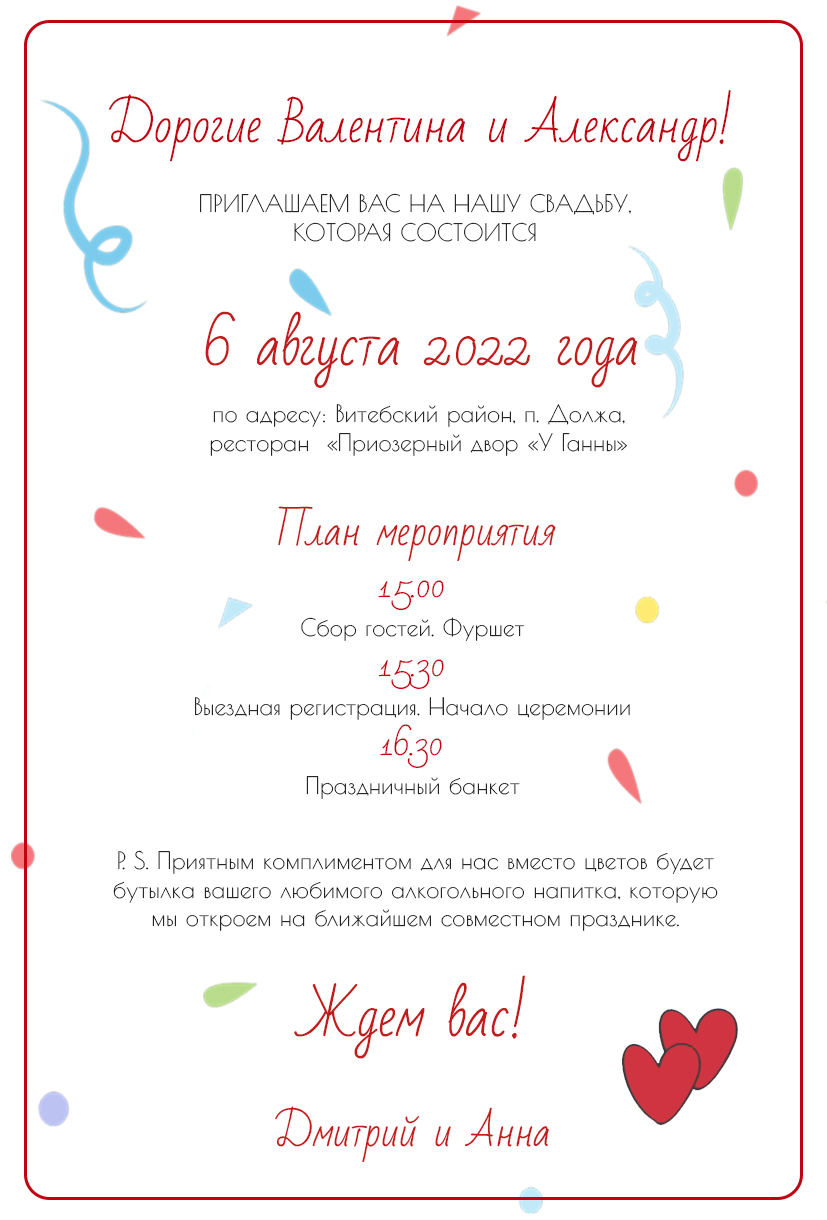 Дорогие Валентина и Александр!
ПРИГЛАШАЕМ ВАС НА НАШУ СВАДЬБУ,
КОТОРАЯ СОСТОИТСЯ
6 августа 2022 года
по адресу: Витебский район, п. Должа,
ресторан «Приозерный двор «У Ганны»
План мероприятия
15.00
Сбор гостей. Фуршет
15.30
Выездная регистрация. Начало церемонии
16.30
Праздничный банкет
P. S. Приятным комплиментом для нас вместо цветов будет
бутылка вашего любимого алкогольного напитка, которую
мы откроем на ближайшем совместном празднике.
Ждем вас!
Дмитрий и Анна